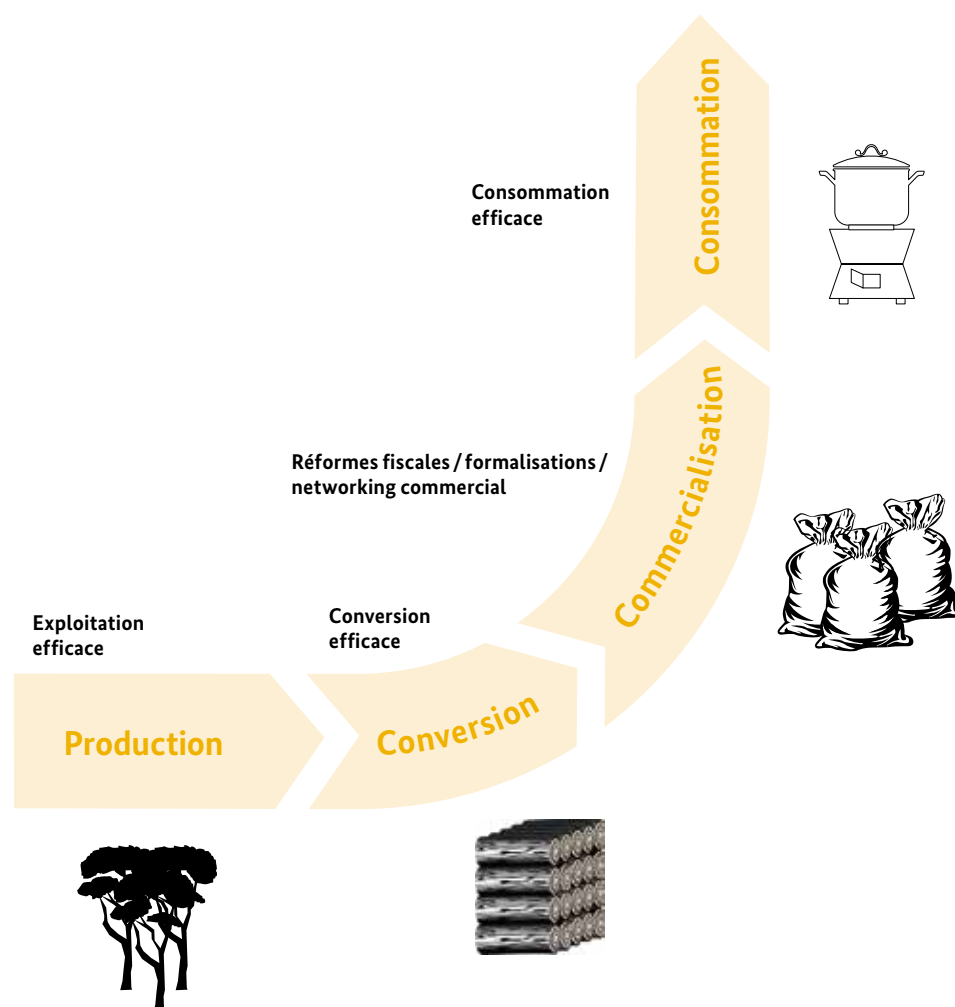 Consommation
Consommation
efficace
Commercialisation
Réformes fiscales / formalisations /
networking commercial
Exploitation
efficace
Conversion
efficace
Production
Conversion